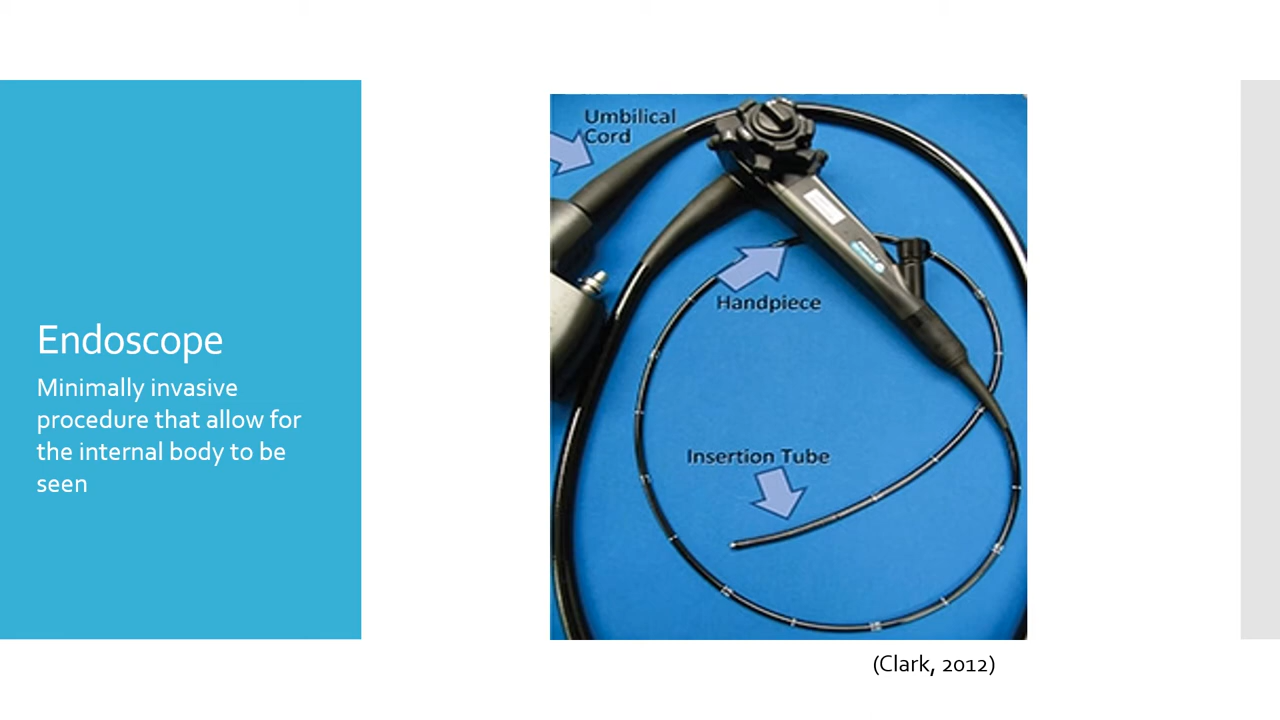 Endoscope
Minimally invasive
procedure that allow for
the internal body to be
seen
Umbilical
Cord
Handpiece
Insertion Tube
(Clark, 2012)